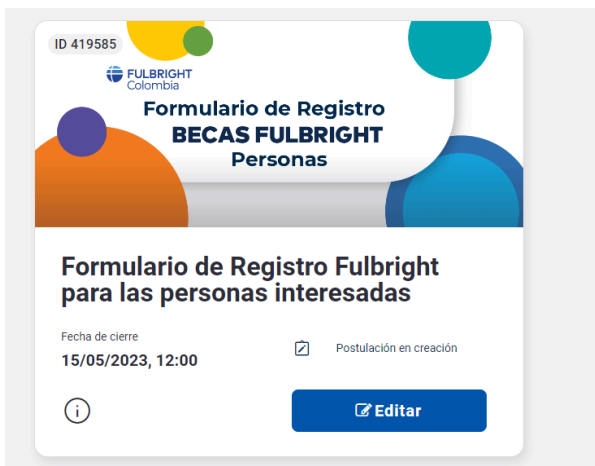 ID 419585
FULBRIGHT
Colombia
Formulario de Registro
BECAS FULBRIGHT
Personas
Formulario de Registro Fulbright
para las personas interesadas
Fecha de cierre
15/05/2023, 12:00
Postulación en creación
Editar